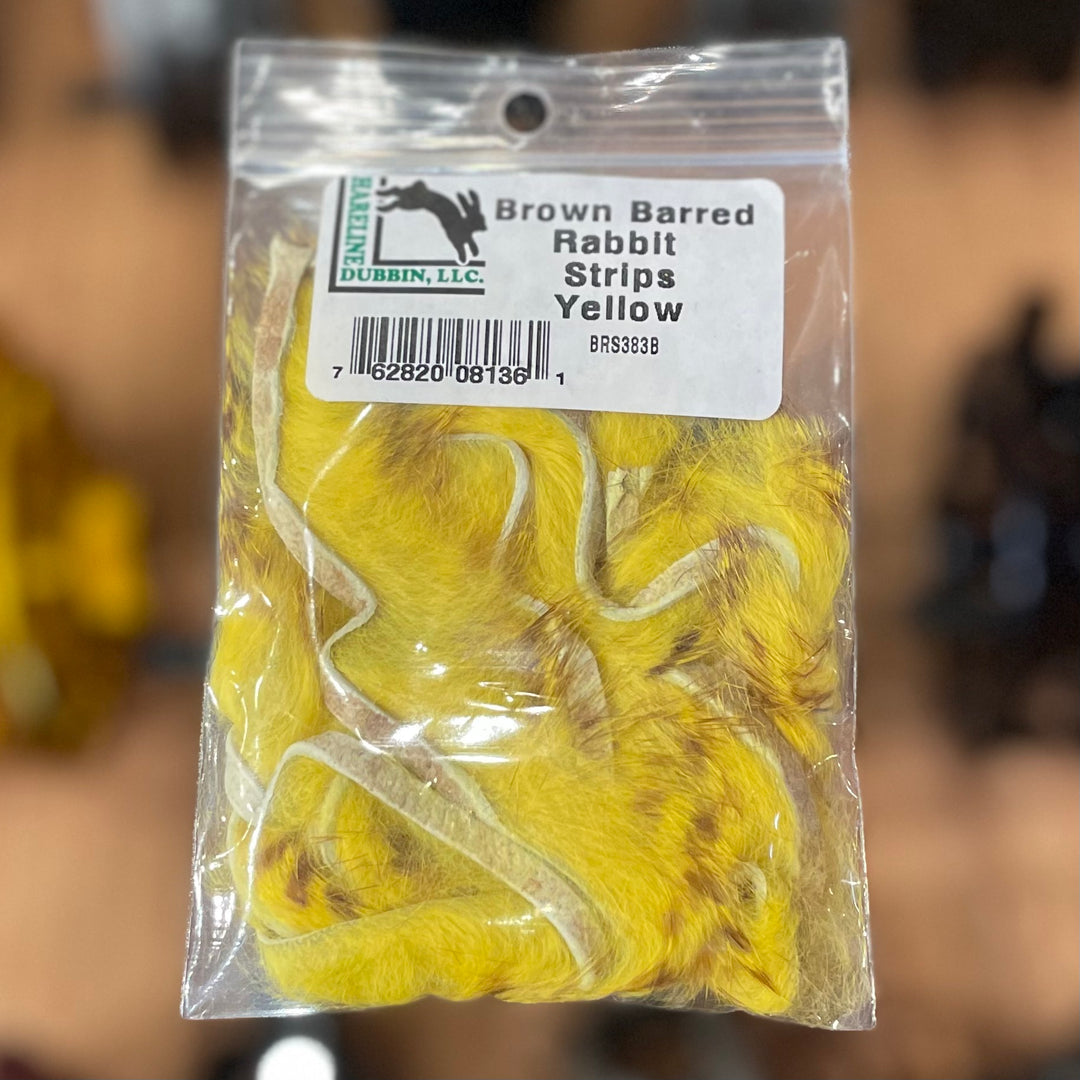 HARELINE
DUBBIN, LLC.
Brown Barred
Rabbit
Strips
Yellow
BRS383B
7 62820 08136 1